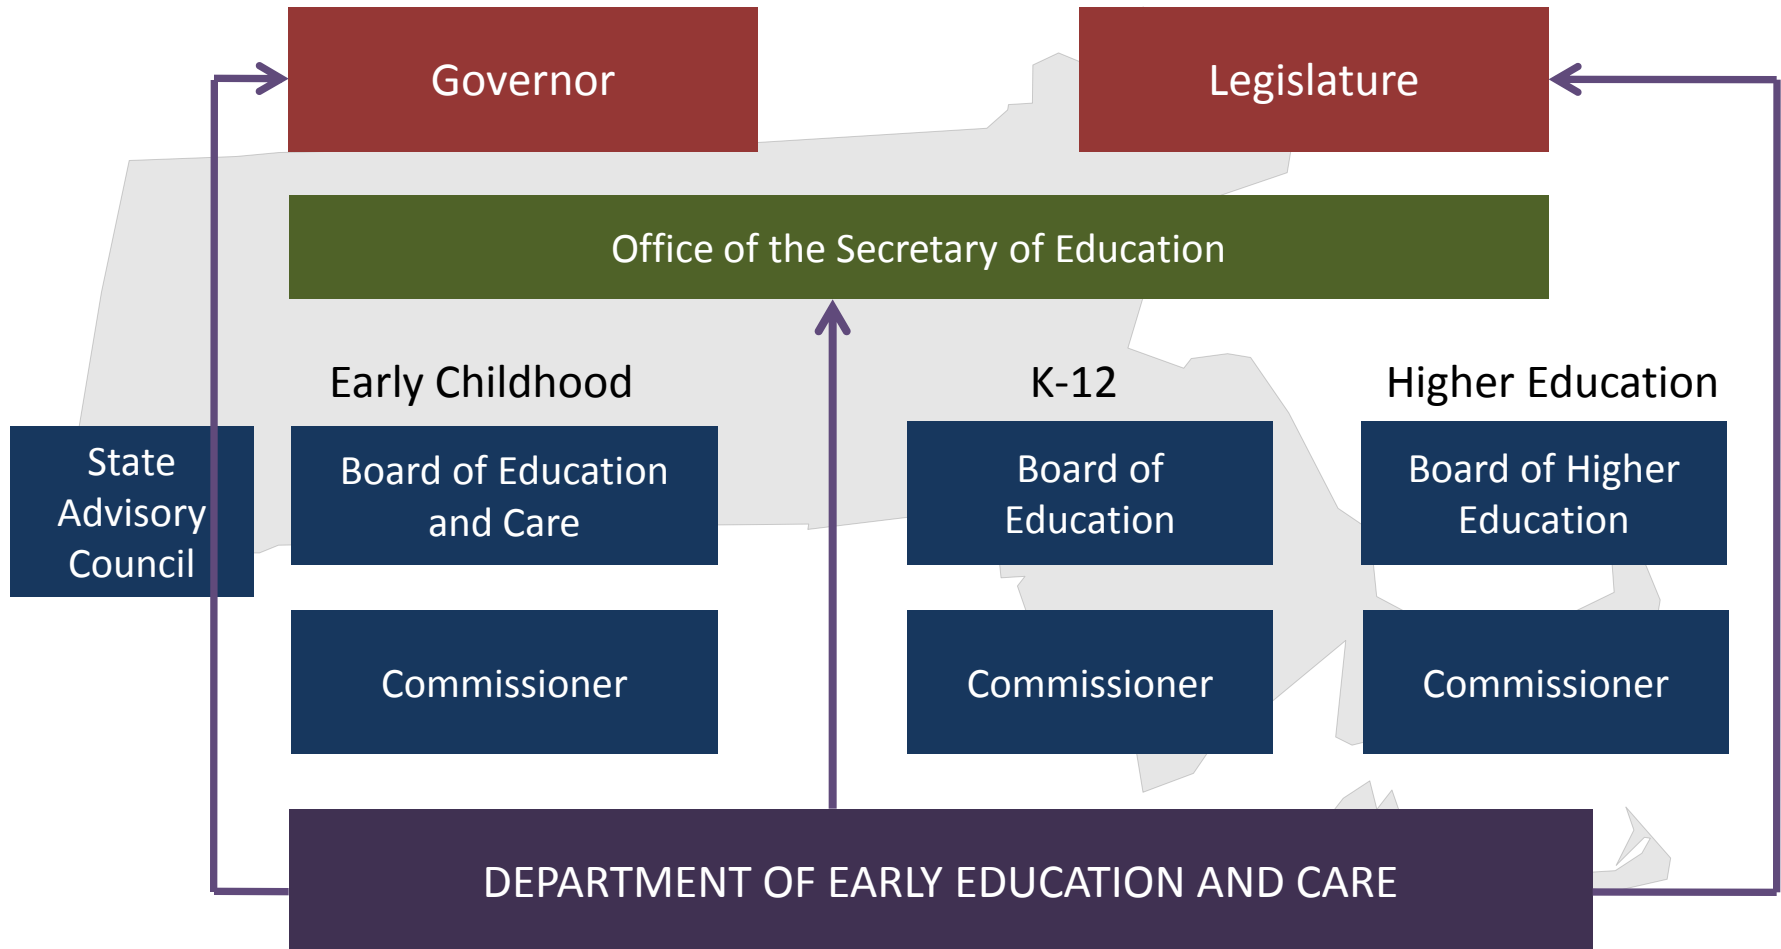 Governor
Legislature
Office of the Secretary of Education
Early Childhood
K-12
Higher Education
State
Advisory
Council
Board of Education
and Care
Board of
Education
Board of Higher
Education
Commissioner
Commissioner
Commissioner
DEPARTMENT OF EARLY EDUCATION AND CARE